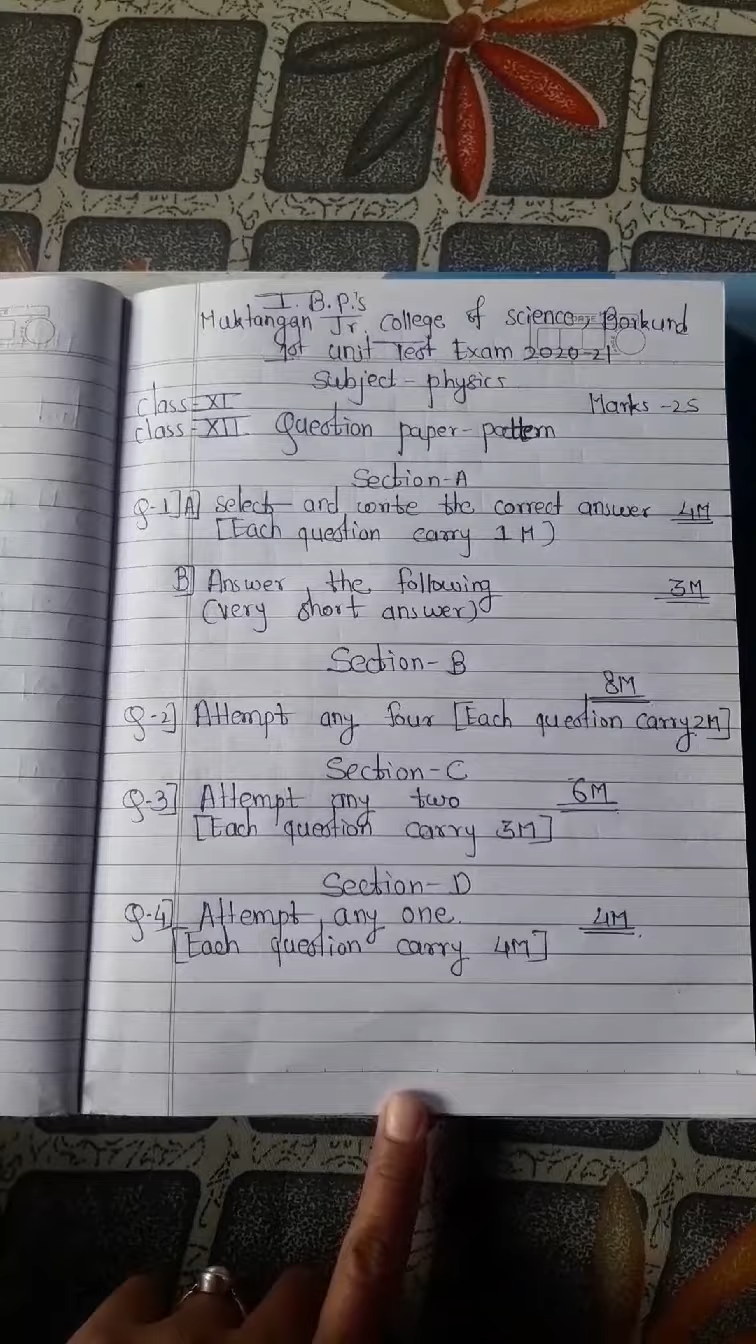 I. B.P.'s
Muktangan Jr. College of science, Borkund
1st unit Test Exam 2020-21
Subject - physics
class = XI
Marks - 25
class = XII Question paper - pattern
Section - A
Q-1] A] select and write the correct answer 4M
[Each question carry 1 M]
B] Answer the following 3M
(very short answer)
Section - B
8M
Q-2] Attempt any four [Each question carry 2M]
Section - C
Q-3] Attempt any two 6M
[Each question carry 3M]
Section - D
Q-4] Attempt any one. 4M
[Each question carry 4M]